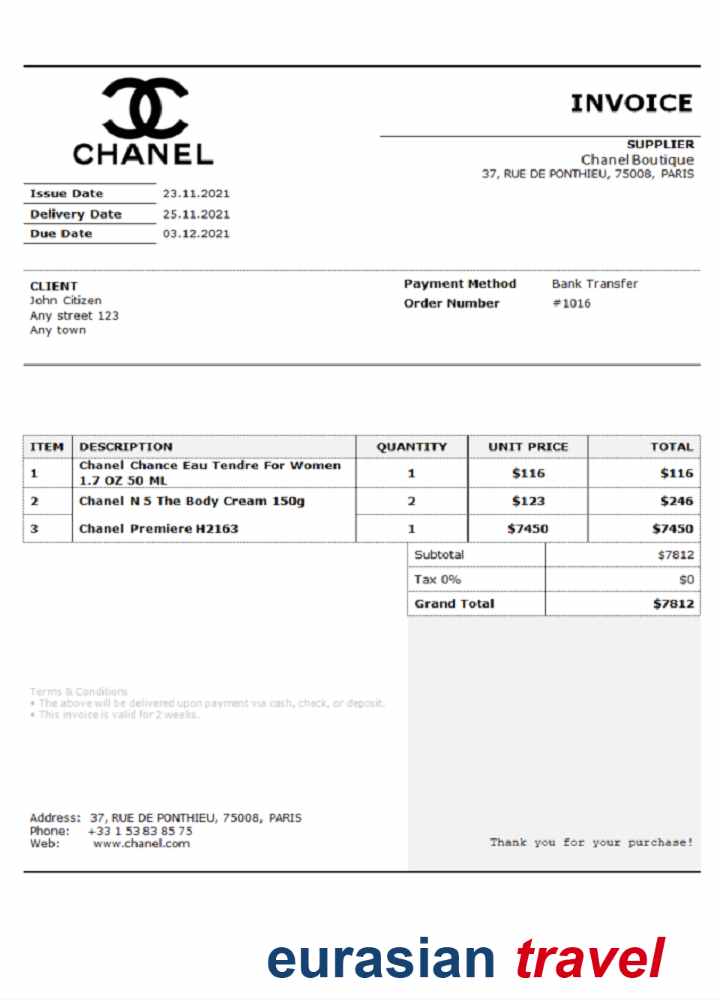 CHANEL
INVOICE
SUPPLIER
Chanel Boutique
37, RUE DE PONTHIEU, 75008, PARIS
Issue Date 23.11.2021
Delivery Date 25.11.2021
Due Date 03.12.2021
CLIENT
John Citizen
Any street 123
Any town
Payment Method Bank Transfer
Order Number #1016
ITEM DESCRIPTION QUANTITY UNIT PRICE TOTAL
1 Chanel Chance Eau Tendre For Women 1 $116 $116
1.7 OZ 50 ML
2 Chanel N 5 The Body Cream 150g 2 $123 $246
3 Chanel Premiere H2163 1 $7450 $7450
Subtotal $7812
Tax 0% $0
Grand Total $7812
Terms & Conditions
• The above will be delivered upon payment via cash, check, or deposit.
• This invoice is valid for 2 weeks.
Address: 37, RUE DE PONTHIEU, 75008, PARIS
Phone: +33 1 53 83 85 75
Web: www.chanel.com
Thank you for your purchase!
eurasian travel